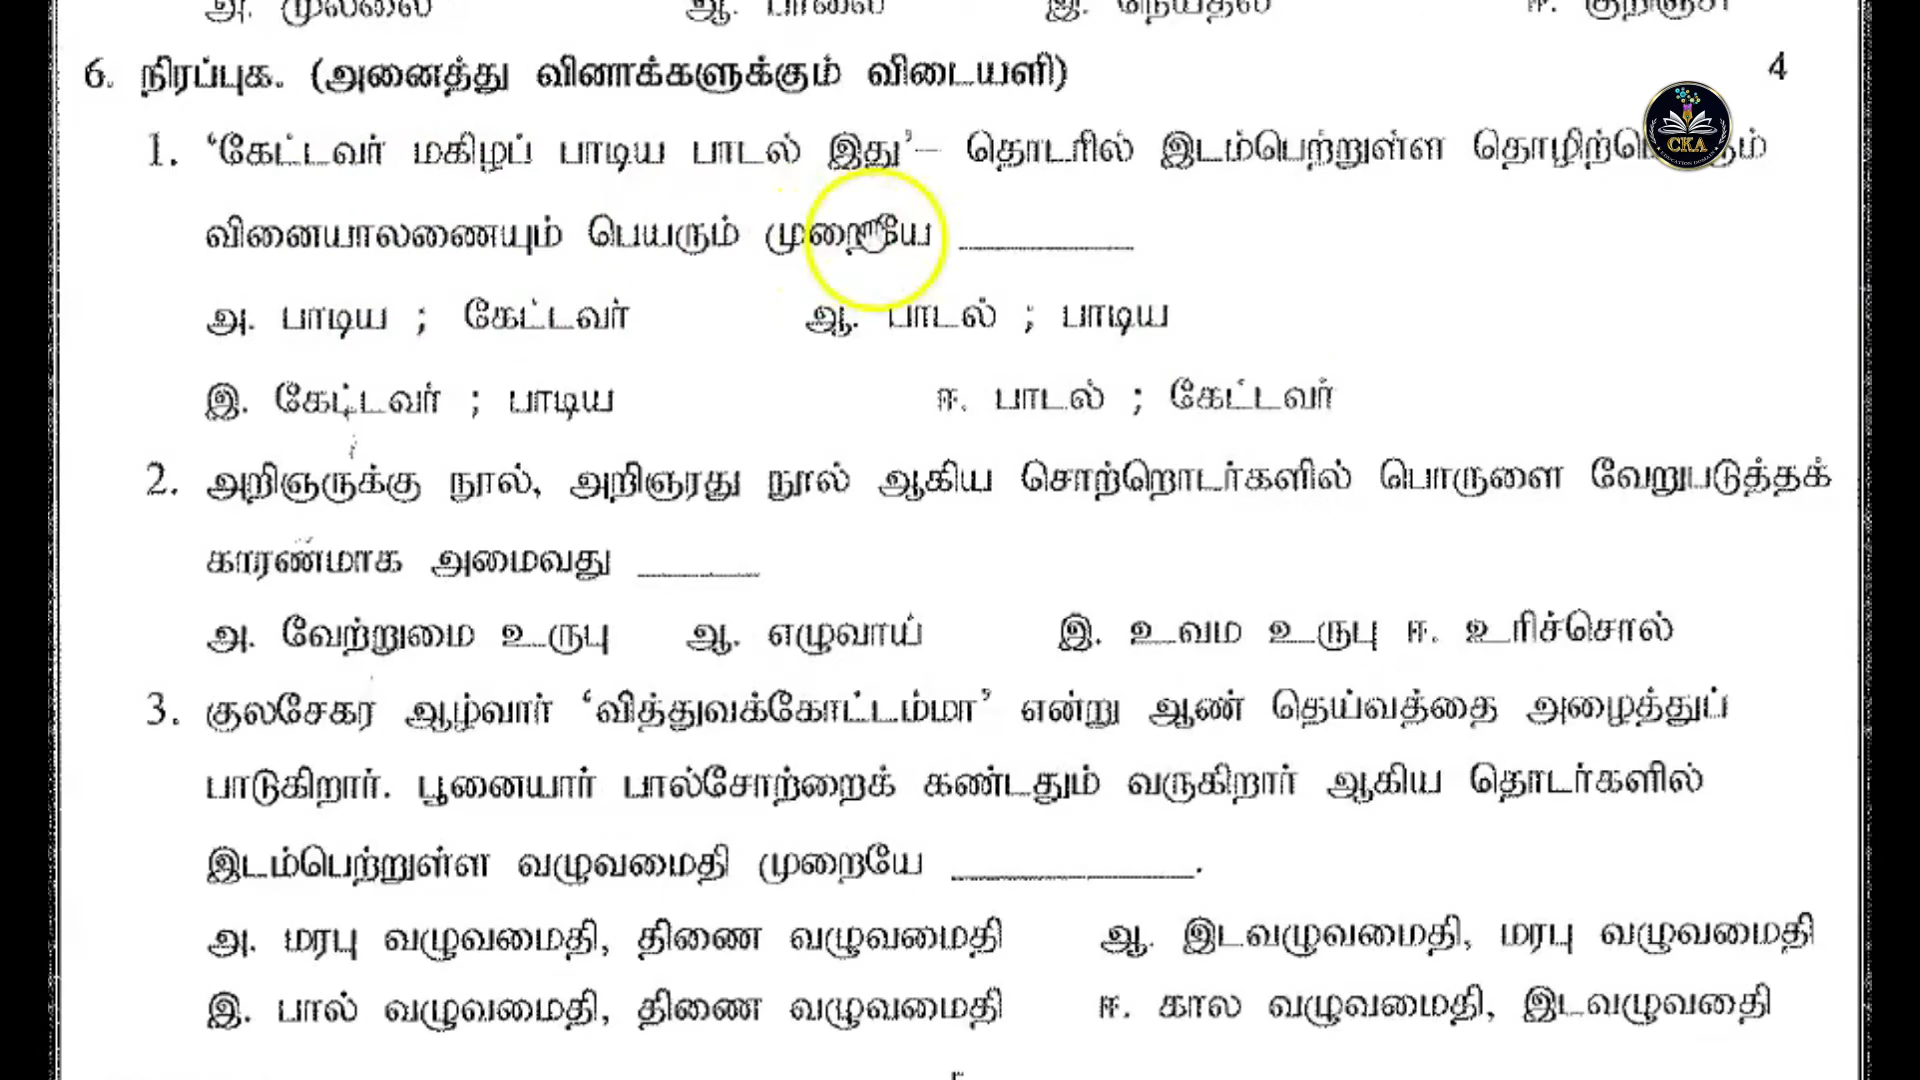 6. நிரப்புக. (அனைத்து வினாக்களுக்கும் விடையளி) 4
CKA
1. ‘கேட்டவர் மகிழப் பாடிய பாடல் இது’– தொடரில் இடம்பெற்றுள்ள
வினையாலணையும் பெயரும் முறையே ________
அ. பாடிய ; கேட்டவர் ஆ. பாடல் ; பாடிய
இ. கேட்டவர் ; பாடிய ஈ. பாடல் ; கேட்டவர்
2. அறிஞருக்கு நூல், அறிஞரது நூல் ஆகிய சொற்றொடர்களில் பொருளை வேறுபடுத்தக்
காரணமாக அமைவது ________
அ. வேற்றுமை உருபு ஆ. எழுவாய் இ. உவம உருபு ஈ. உரிச்சொல்
3. குலசேகர ஆழ்வார் ‘வித்துவக்கோட்டம்மா’ என்று ஆண் தெய்வத்தை அழைத்துப்
பாடுகிறார். பூனையார் பால்சோற்றைக் கண்டதும் வருகிறார் ஆகிய தொடர்களில்
இடம்பெற்றுள்ள வழுவமைதி முறையே ________.
அ. மரபு வழுவமைதி, திணை வழுவமைதி ஆ. இடவழுவமைதி, மரபு வழுவமைதி
இ. பால் வழுவமைதி, திணை வழுவமைதி ஈ. கால வழுவமைதி, இடவழுவதைி